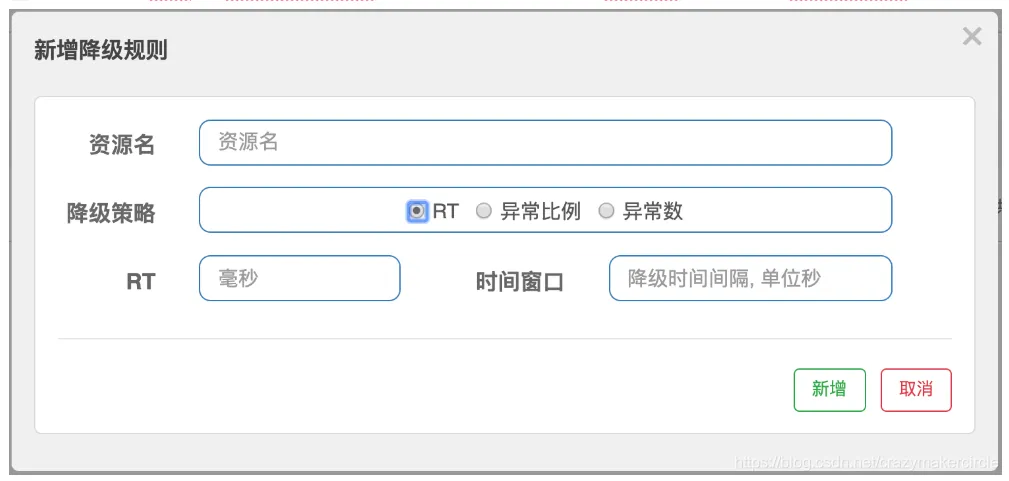 新增降级规则
资源名 资源名
降级策略 RT 异常比例 异常数
RT 毫秒 时间窗口 降级时间间隔, 单位秒
新增 取消
https://blog.csdn.net/crazymakercircle